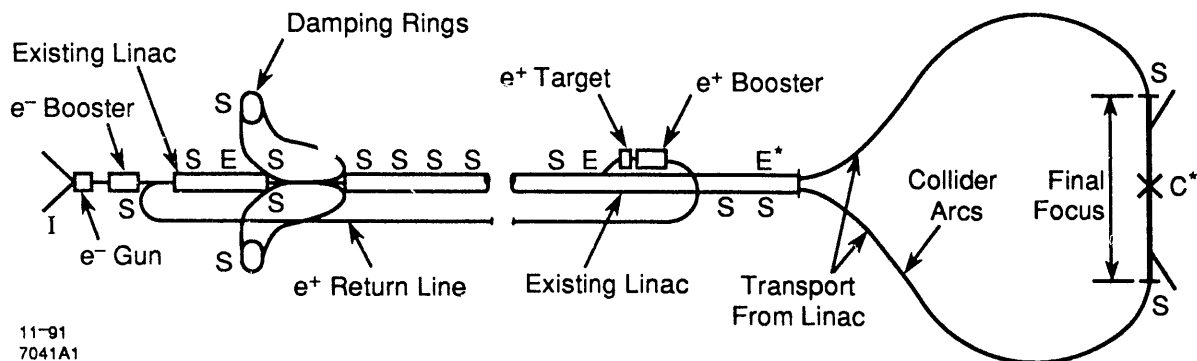 Damping Rings
Existing Linac
e⁻ Booster
S
e⁺ Target
e⁺ Booster
S
S E S
S S S S
S E
E*
I
S
S
e⁻ Gun
S
e⁺ Return Line
Existing Linac
S S
Transport
From Linac
Collider
Arcs
Final
Focus
C*
S
11-91
7041A1